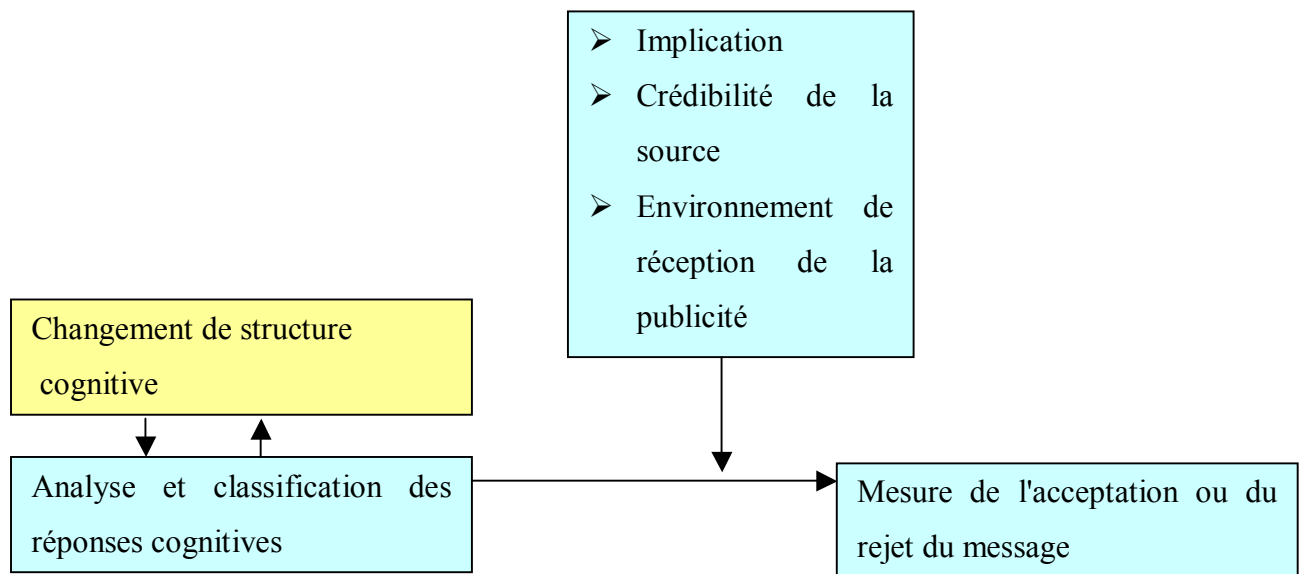 ➢ Implication
➢ Crédibilité de la
source
➢ Environnement de
réception de la
publicité
Changement de structure
cognitive
Analyse et classification des
réponses cognitives
Mesure de l'acceptation ou du
rejet du message